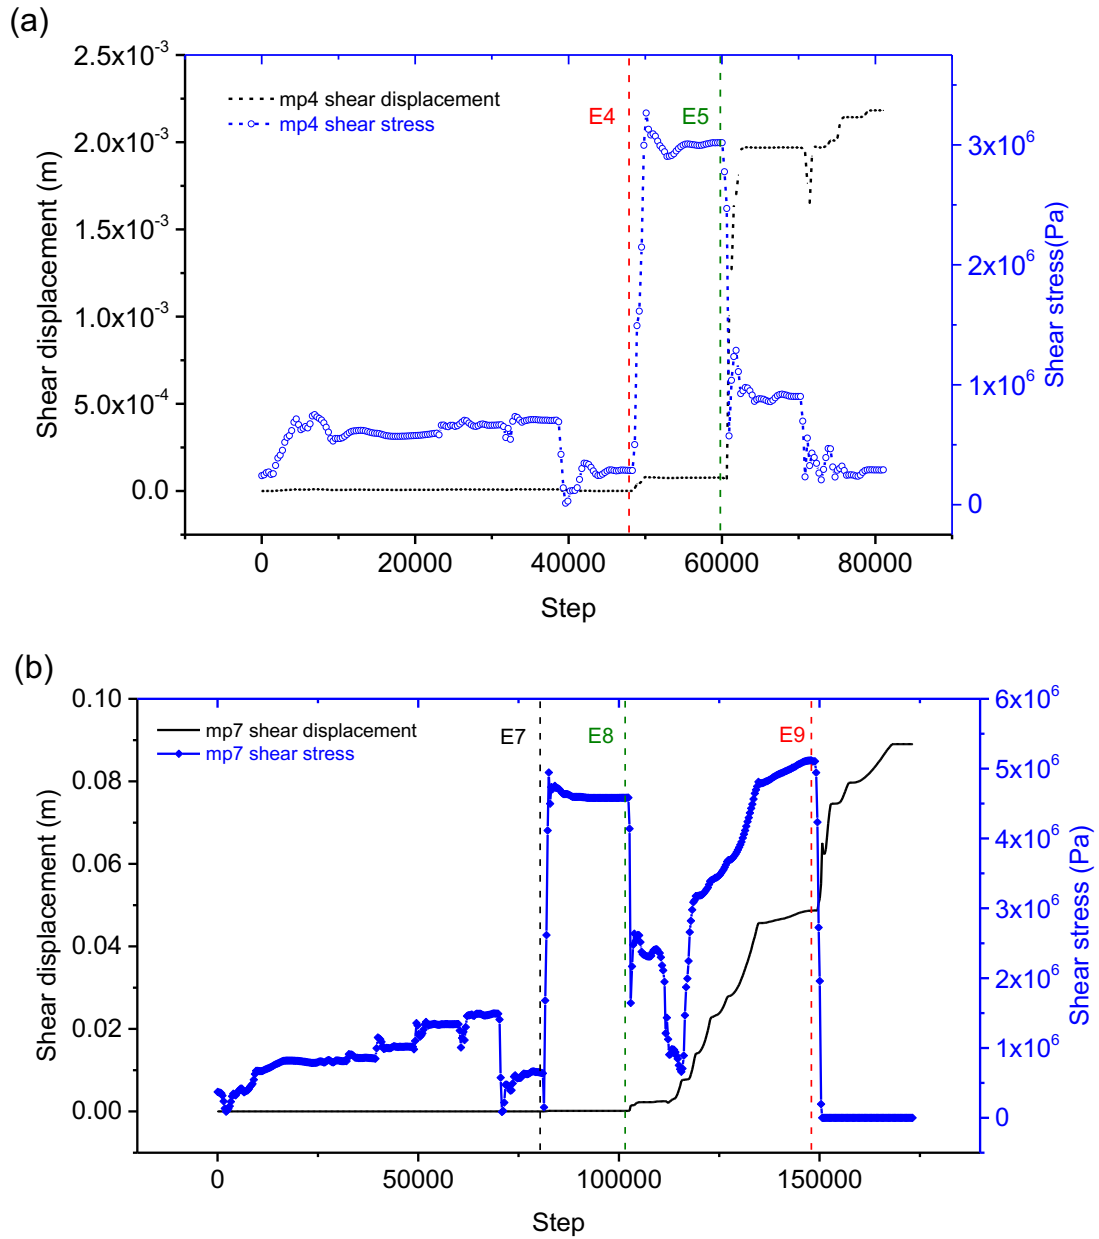 (a)
2.5x10⁻³
2.0x10⁻³
1.5x10⁻³
1.0x10⁻³
5.0x10⁻⁴
0.0
Shear displacement (m)
mp4 shear displacement
mp4 shear stress
E4
E5
3x10⁶
2x10⁶
1x10⁶
0
Shear stress(Pa)
0
20000
40000
60000
80000
Step
(b)
0.10
0.08
0.06
0.04
0.02
0.00
Shear displacement (m)
mp7 shear displacement
mp7 shear stress
E7
E8
E9
6x10⁶
5x10⁶
4x10⁶
3x10⁶
2x10⁶
1x10⁶
0
Shear stress (Pa)
0
50000
100000
150000
Step